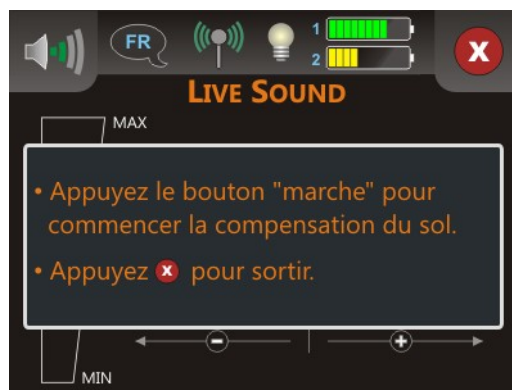 FR
1
2
X
LIVE SOUND
MAX
• Appuyez le bouton "marche" pour
commencer la compensation du sol.
• Appuyez X pour sortir.
- +
MIN